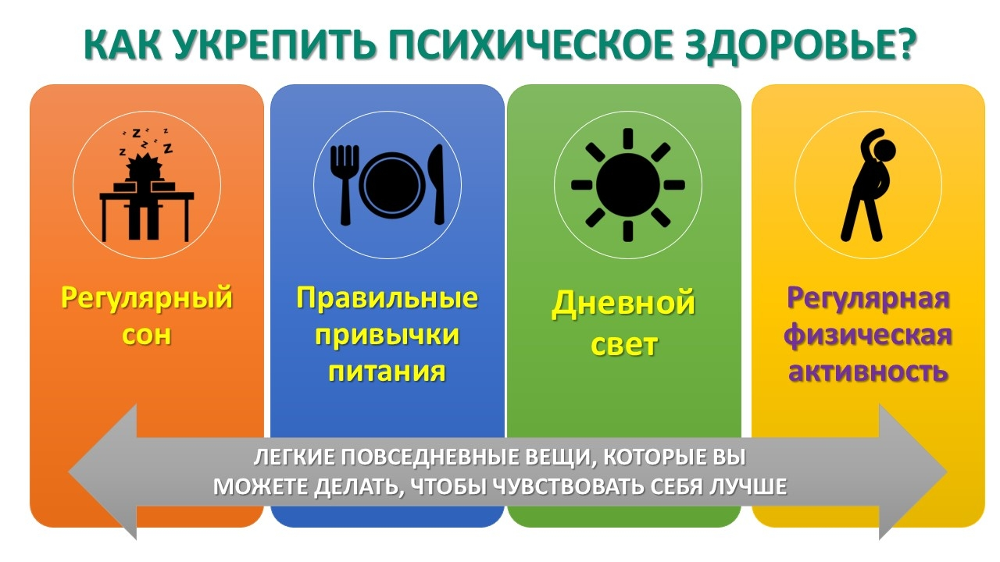 КАК УКРЕПИТЬ ПСИХИЧЕСКОЕ ЗДОРОВЬЕ?
z z z z z z z z
Регулярный
сон
Правильные
привычки
питания
Дневной
свет
Регулярная
физическая
активность
ЛЕГКИЕ ПОВСЕДНЕВНЫЕ ВЕЩИ, КОТОРЫЕ ВЫ
МОЖЕТЕ ДЕЛАТЬ, ЧТОБЫ ЧУВСТВОВАТЬ СЕБЯ ЛУЧШЕ